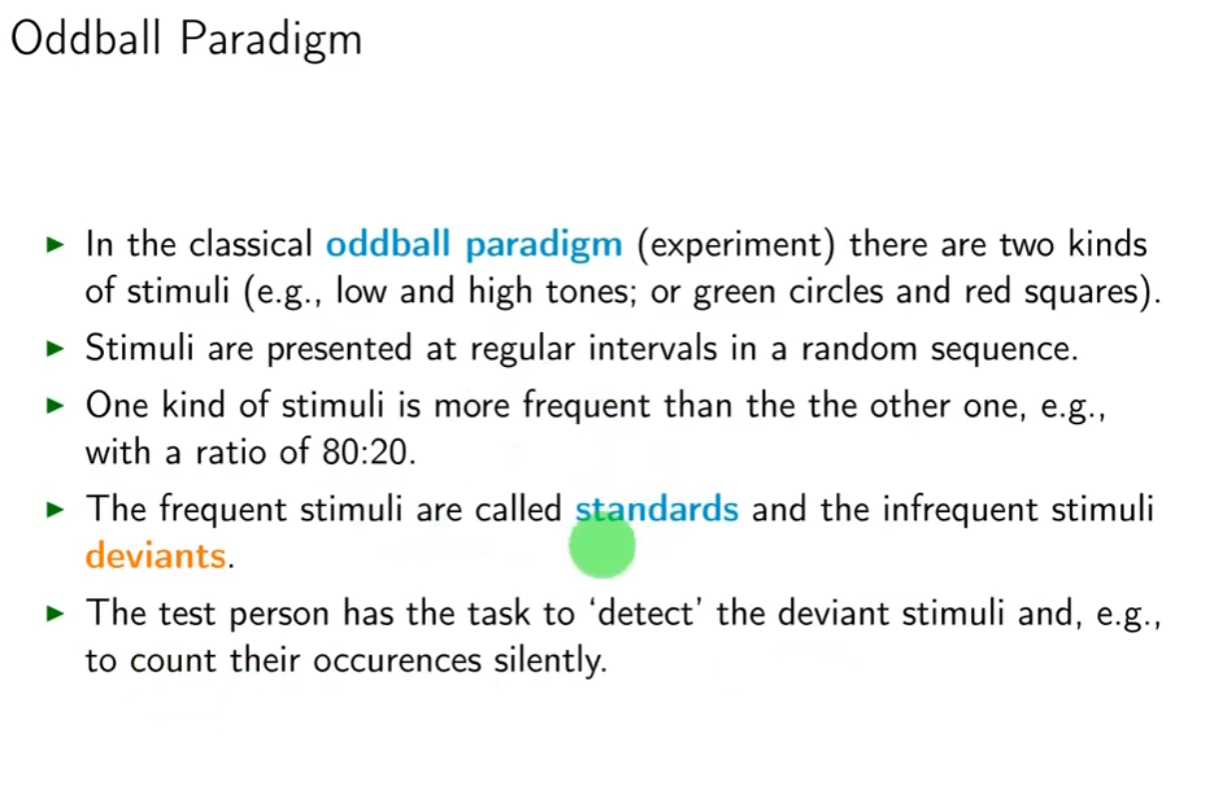 Oddball Paradigm
In the classical oddball paradigm (experiment) there are two kinds
of stimuli (e.g., low and high tones; or green circles and red squares).
Stimuli are presented at regular intervals in a random sequence.
One kind of stimuli is more frequent than the the other one, e.g.,
with a ratio of 80:20.
The frequent stimuli are called standards and the infrequent stimuli
deviants.
The test person has the task to ‘detect’ the deviant stimuli and, e.g.,
to count their occurences silently.